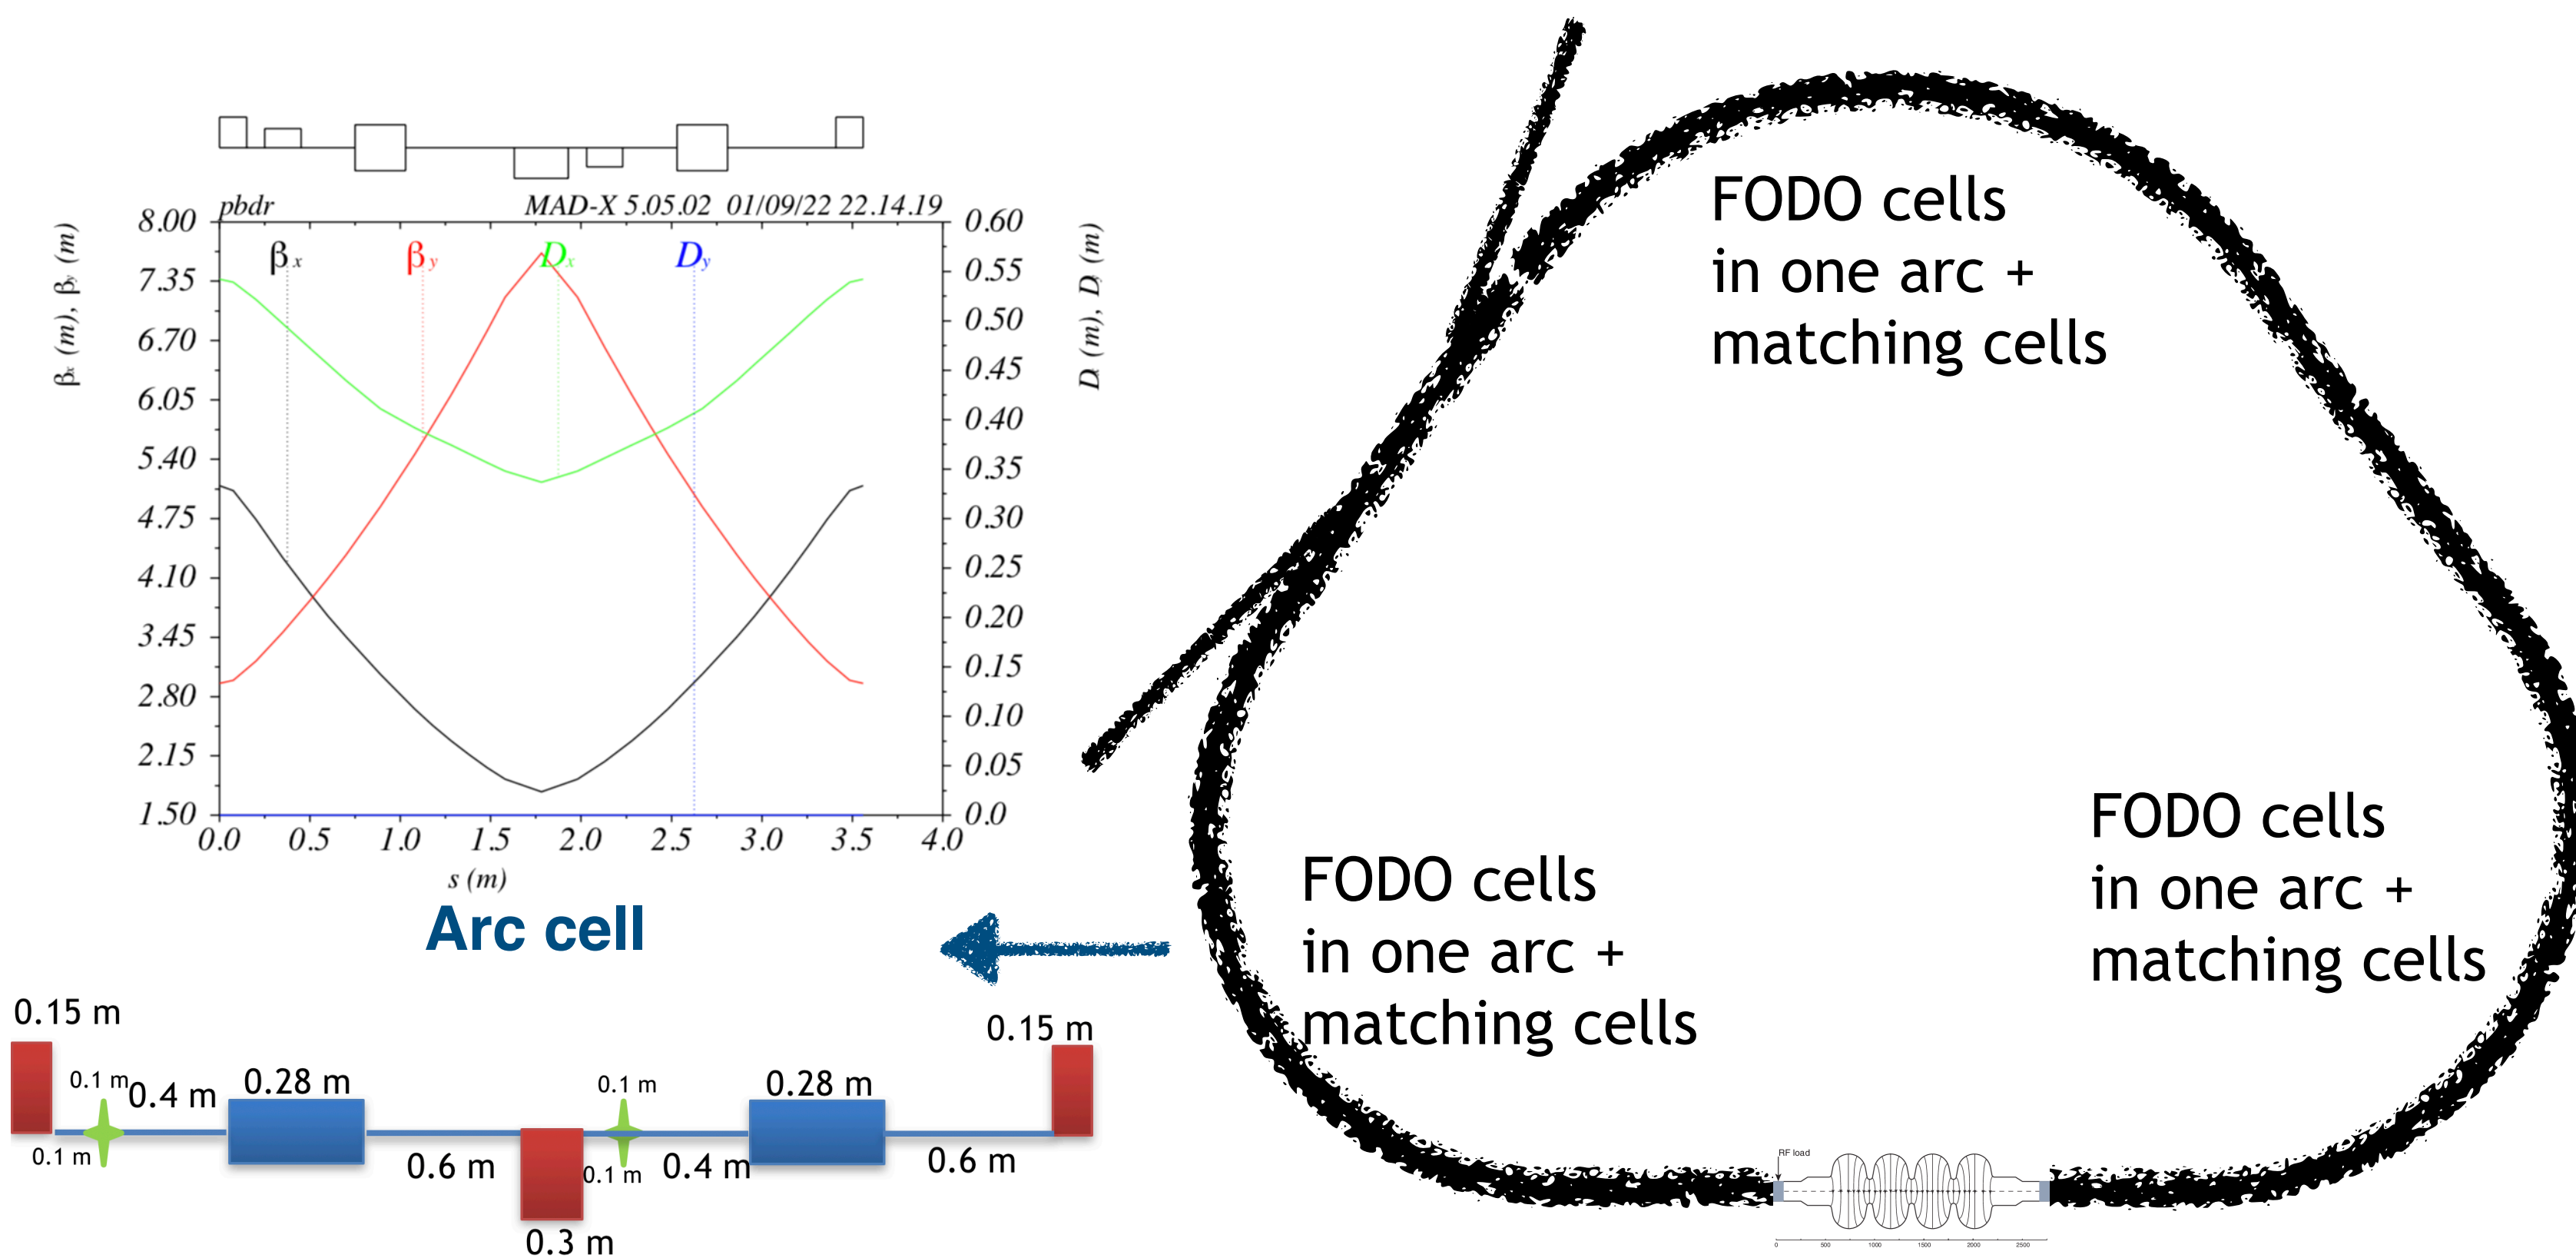 pbdr
MAD-X 5.05.02 01/09/22 22.14.19
βx (m), βy (m)
8.00
7.35
6.70
6.05
5.40
4.75
4.10
3.45
2.80
2.15
1.50
βx
βy
Dx
Dy
0.60
0.55
0.50
0.45
0.40
0.35
0.30
0.25
0.20
0.15
0.10
0.05
0.0
Dx (m), Dy (m)
0.0 0.5 1.0 1.5 2.0 2.5 3.0 3.5 4.0
s (m)
Arc cell
0.15 m
0.1 m
0.1 m
0.4 m
0.28 m
0.6 m
0.3 m
0.1 m
0.1 m
0.4 m
0.28 m
0.6 m
0.15 m
FODO cells
in one arc +
matching cells
FODO cells
in one arc +
matching cells
FODO cells
in one arc +
matching cells
RF load
0 500 1000 1500 2000 2500